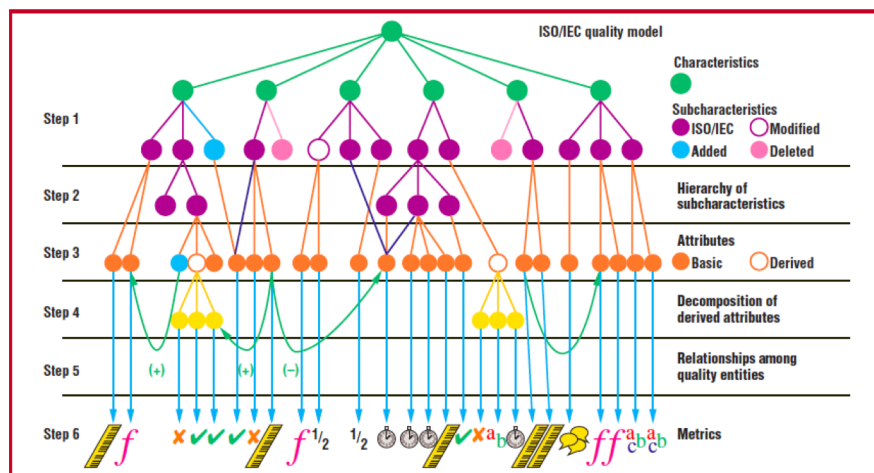 ISO/IEC quality model
Characteristics
Step 1
Subcharacteristics
ISO/IEC Modified
Added Deleted
Step 2
Hierarchy of
subcharacteristics
Step 3
Attributes
Basic Derived
Step 4
Decomposition of
derived attributes
Step 5
(+) (+) (–)
Relationships among
quality entities
Step 6
f f 1/2 1/2 a b f f a c b a c b
Metrics